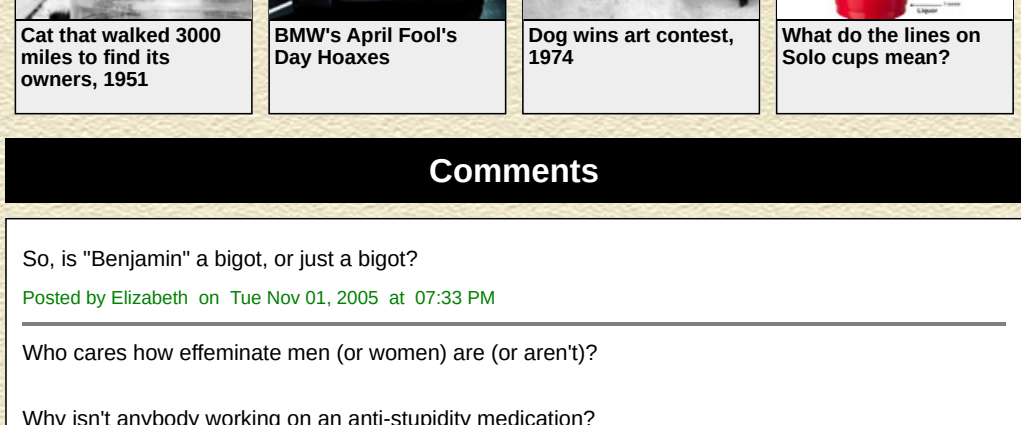 Liquor
Cat that walked 3000
miles to find its
owners, 1951
BMW's April Fool's
Day Hoaxes
Dog wins art contest,
1974
What do the lines on
Solo cups mean?
Comments
So, is "Benjamin" a bigot, or just a bigot?
Posted by Elizabeth on Tue Nov 01, 2005 at 07:33 PM
Who cares how effeminate men (or women) are (or aren't)?
Why isn't anybody working on an anti-stupidity medication?